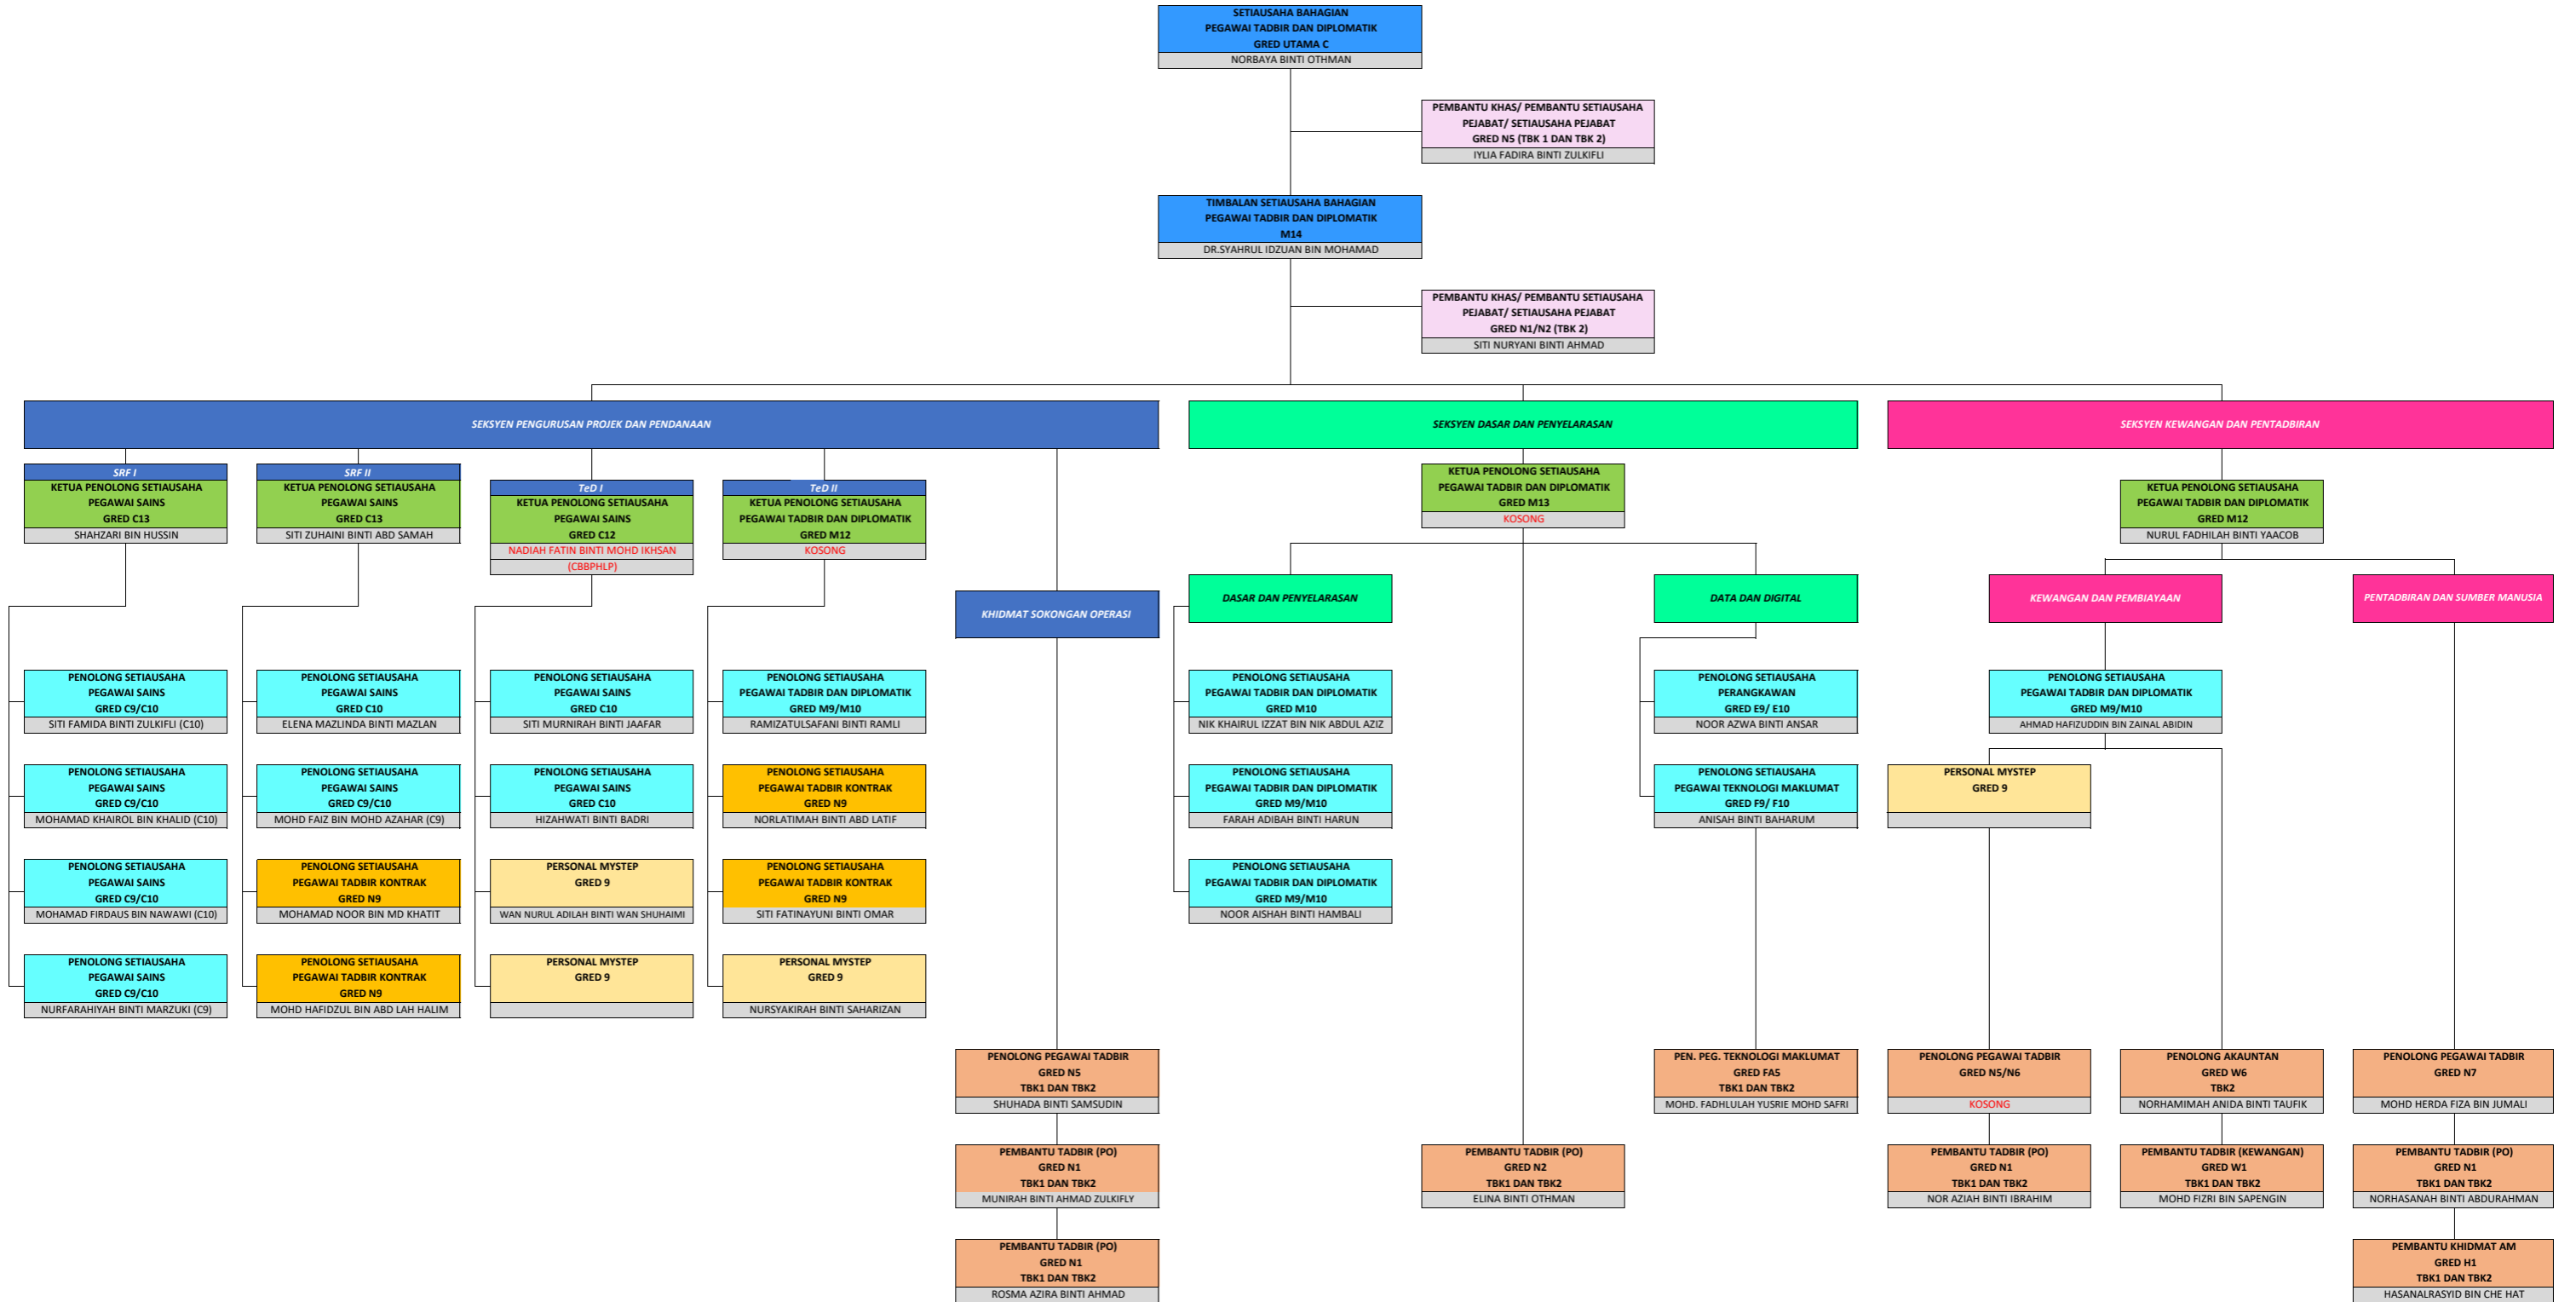 SETIAUSAHA BAHAGIAN
PEGAWAI TADBIR DAN DIPLOMATIK
GRED UTAMA C
NORBAYA BINTI OTHMAN
PEMBANTU KHAS/ PEMBANTU SETIAUSAHA
PEJABAT/ SETIAUSAHA PEJABAT
GRED N5 (TBK 1 DAN TBK 2)
IYLIA FADIRA BINTI ZULKIFLI
TIMBALAN SETIAUSAHA BAHAGIAN
PEGAWAI TADBIR DAN DIPLOMATIK
M14
DR.SYAHRUL IDZUAN BIN MOHAMAD
PEMBANTU KHAS/ PEMBANTU SETIAUSAHA
PEJABAT/ SETIAUSAHA PEJABAT
GRED N1/N2 (TBK 2)
SITI NURYANI BINTI AHMAD
SEKSYEN PENGURUSAN PROJEK DAN PENDANAAN
SRF I
KETUA PENOLONG SETIAUSAHA
PEGAWAI SAINS
GRED C13
SHAHZARI BIN HUSSIN
PENOLONG SETIAUSAHA
PEGAWAI SAINS
GRED C9/C10
SITI FAMIDA BINTI ZULKIFLI (C10)
PENOLONG SETIAUSAHA
PEGAWAI SAINS
GRED C9/C10
MOHAMAD KHAIROL BIN KHALID (C10)
PENOLONG SETIAUSAHA
PEGAWAI SAINS
GRED C9/C10
MOHAMAD FIRDAUS BIN NAWAWI (C10)
PENOLONG SETIAUSAHA
PEGAWAI SAINS
GRED C9/C10
NURFARAHIYAH BINTI MARZUKI (C9)
SRF II
KETUA PENOLONG SETIAUSAHA
PEGAWAI SAINS
GRED C13
SITI ZUHAINI BINTI ABD SAMAH
PENOLONG SETIAUSAHA
PEGAWAI SAINS
GRED C10
ELENA MAZLINDA BINTI MAZLAN
PENOLONG SETIAUSAHA
PEGAWAI SAINS
GRED C9/C10
MOHD FAIZ BIN MOHD AZAHAR (C9)
PENOLONG SETIAUSAHA
PEGAWAI TADBIR KONTRAK
GRED N9
MOHAMAD NOOR BIN MD KHATIT
PENOLONG SETIAUSAHA
PEGAWAI TADBIR KONTRAK
GRED N9
MOHD HAFIDZUL BIN ABD LAH HALIM
TeD I
KETUA PENOLONG SETIAUSAHA
PEGAWAI SAINS
GRED C12
NADIAH FATIN BINTI MOHD IKHSAN
(CBBPHLP)
PENOLONG SETIAUSAHA
PEGAWAI SAINS
GRED C10
SITI MURNIRAH BINTI JAAFAR
PENOLONG SETIAUSAHA
PEGAWAI SAINS
GRED C10
HIZAHWATI BINTI BADRI
PERSONAL MYSTEP
GRED 9
WAN NURUL ADILAH BINTI WAN SHUHAIMI
PERSONAL MYSTEP
GRED 9
TeD II
KETUA PENOLONG SETIAUSAHA
PEGAWAI TADBIR DAN DIPLOMATIK
GRED M12
KOSONG
PENOLONG SETIAUSAHA
PEGAWAI TADBIR DAN DIPLOMATIK
GRED M9/M10
RAMIZATULSAFANI BINTI RAMLI
PENOLONG SETIAUSAHA
PEGAWAI TADBIR KONTRAK
GRED N9
NORLATIMAH BINTI ABD LATIF
PENOLONG SETIAUSAHA
PEGAWAI TADBIR KONTRAK
GRED N9
SITI FATINAYUNI BINTI OMAR
PERSONAL MYSTEP
GRED 9
NURSYAKIRAH BINTI SAHARIZAN
KHIDMAT SOKONGAN OPERASI
PENOLONG PEGAWAI TADBIR
GRED N5
TBK1 DAN TBK2
SHUHADA BINTI SAMSUDIN
PEMBANTU TADBIR (PO)
GRED N1
TBK1 DAN TBK2
MUNIRAH BINTI AHMAD ZULKIFLY
PEMBANTU TADBIR (PO)
GRED N1
TBK1 DAN TBK2
ROSMA AZIRA BINTI AHMAD
SEKSYEN DASAR DAN PENYELARASAN
KETUA PENOLONG SETIAUSAHA
PEGAWAI TADBIR DAN DIPLOMATIK
GRED M13
KOSONG
DASAR DAN PENYELARASAN
PENOLONG SETIAUSAHA
PEGAWAI TADBIR DAN DIPLOMATIK
GRED M10
NIK KHAIRUL IZZAT BIN NIK ABDUL AZIZ
PENOLONG SETIAUSAHA
PEGAWAI TADBIR DAN DIPLOMATIK
GRED M9/M10
FARAH ADIBAH BINTI HARUN
PENOLONG SETIAUSAHA
PEGAWAI TADBIR DAN DIPLOMATIK
GRED M9/M10
NOOR AISHAH BINTI HAMBALI
PEMBANTU TADBIR (PO)
GRED N2
TBK1 DAN TBK2
ELINA BINTI OTHMAN
DATA DAN DIGITAL
PENOLONG SETIAUSAHA
PERANGKAWAN
GRED E9/ E10
NOOR AZWA BINTI ANSAR
PENOLONG SETIAUSAHA
PEGAWAI TEKNOLOGI MAKLUMAT
GRED F9/ F10
ANISAH BINTI BAHARUM
PEN. PEG. TEKNOLOGI MAKLUMAT
GRED FA5
TBK1 DAN TBK2
MOHD. FADHLULAH YUSRIE MOHD SAFRI
SEKSYEN KEWANGAN DAN PENTADBIRAN
KETUA PENOLONG SETIAUSAHA
PEGAWAI TADBIR DAN DIPLOMATIK
GRED M12
NURUL FADHILAH BINTI YAACOB
KEWANGAN DAN PEMBIAYAAN
PENOLONG SETIAUSAHA
PEGAWAI TADBIR DAN DIPLOMATIK
GRED M9/M10
AHMAD HAFIZUDDIN BIN ZAINAL ABIDIN
PERSONAL MYSTEP
GRED 9
PENOLONG PEGAWAI TADBIR
GRED N5/N6
KOSONG
PEMBANTU TADBIR (PO)
GRED N1
TBK1 DAN TBK2
NOR AZIAH BINTI IBRAHIM
PENOLONG AKAUNTAN
GRED W6
TBK2
NORHAMIMAH ANIDA BINTI TAUFIK
PEMBANTU TADBIR (KEWANGAN)
GRED W1
TBK1 DAN TBK2
MOHD FIZRI BIN SAPENGIN
PENTADBIRAN DAN SUMBER MANUSIA
PENOLONG PEGAWAI TADBIR
GRED N7
MOHD HERDA FIZA BIN JUMALI
PEMBANTU TADBIR (PO)
GRED N1
TBK1 DAN TBK2
NORHASANAH BINTI ABDURAHMAN
PEMBANTU KHIDMAT AM
GRED H1
TBK1 DAN TBK2
HASANALRASYID BIN CHE HAT